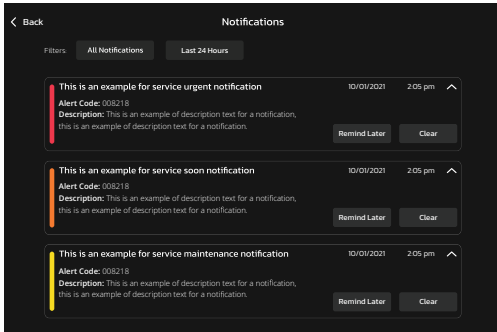 Back
Notifications
Filters: All Notifications Last 24 Hours
This is an example for service urgent notification 10/01/2021 2:05 pm
Alert Code: 008218
Description: This is an example of description text for a notification,
this is an example of description text for a notification.
Remind Later Clear
This is an example for service soon notification 10/01/2021 2:05 pm
Alert Code: 008218
Description: This is an example of description text for a notification,
this is an example of description text for a notification.
Remind Later Clear
This is an example for service maintenance notification 10/01/2021 2:05 pm
Alert Code: 008218
Description: This is an example of description text for a notification,
this is an example of description text for a notification.
Remind Later Clear